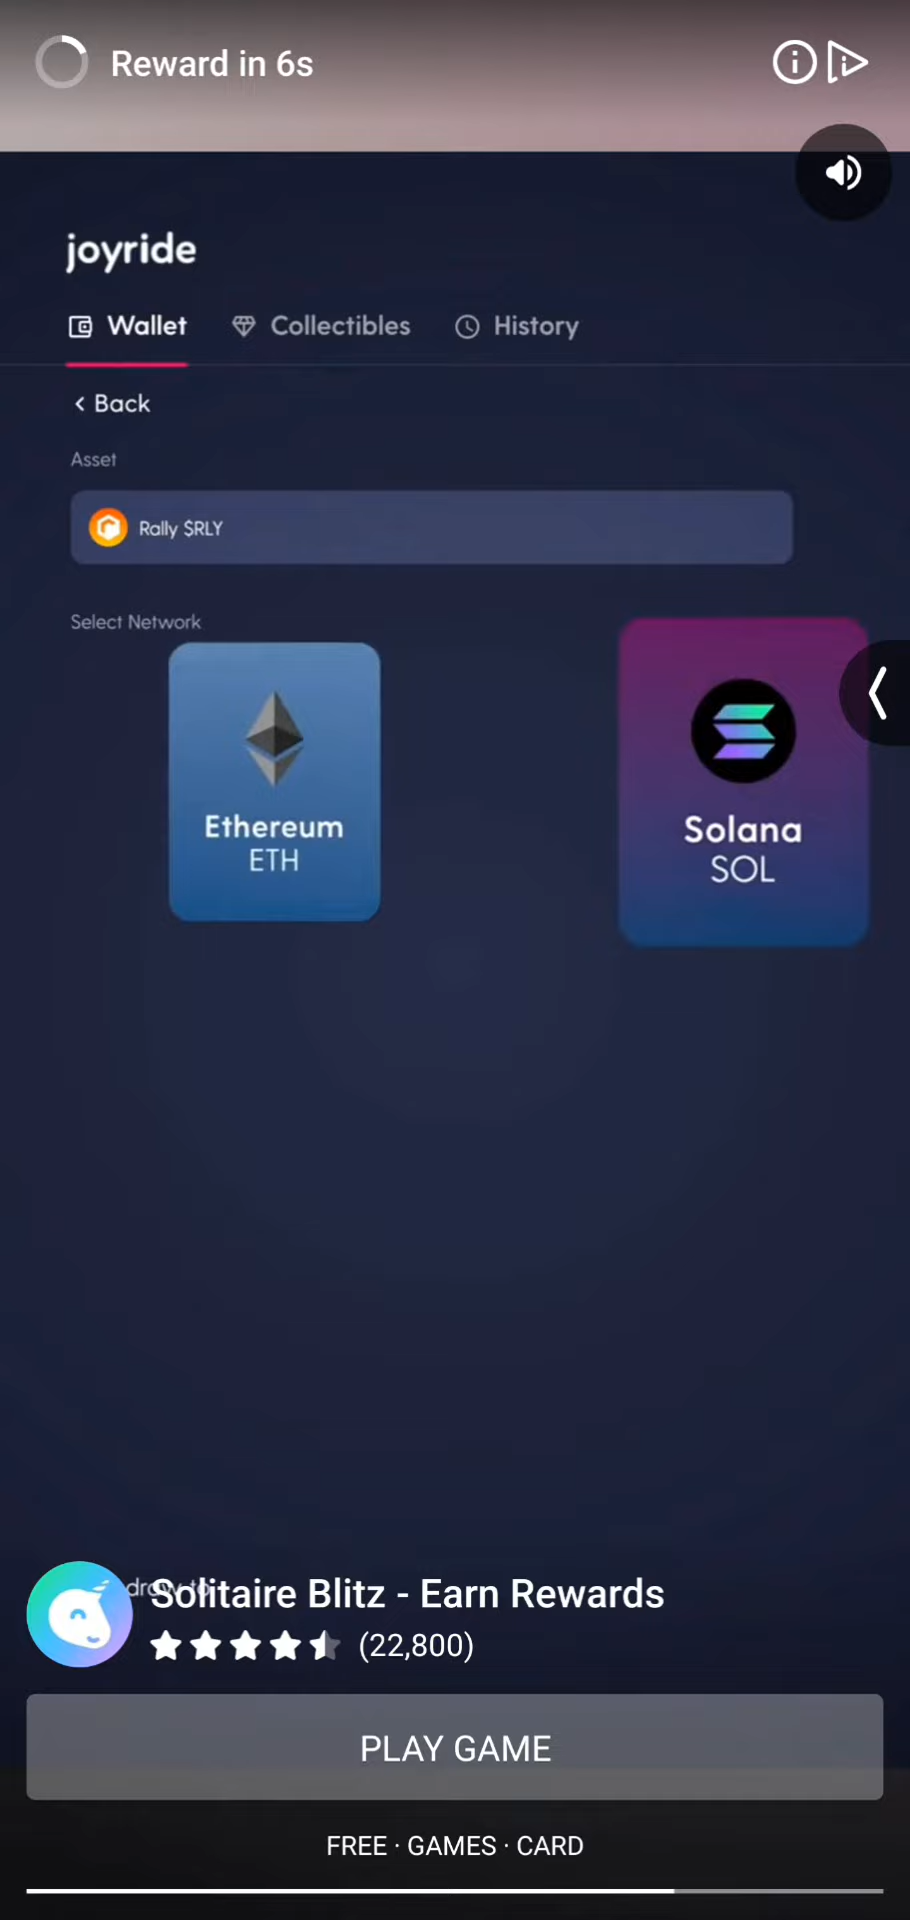 Reward in 6s
joyride
Wallet
Collectibles
History
Back
Asset
Rally $RLY
Select Network
Ethereum
ETH
Solana
SOL
Solitaire Blitz - Earn Rewards
(22,800)
PLAY GAME
FREE · GAMES · CARD